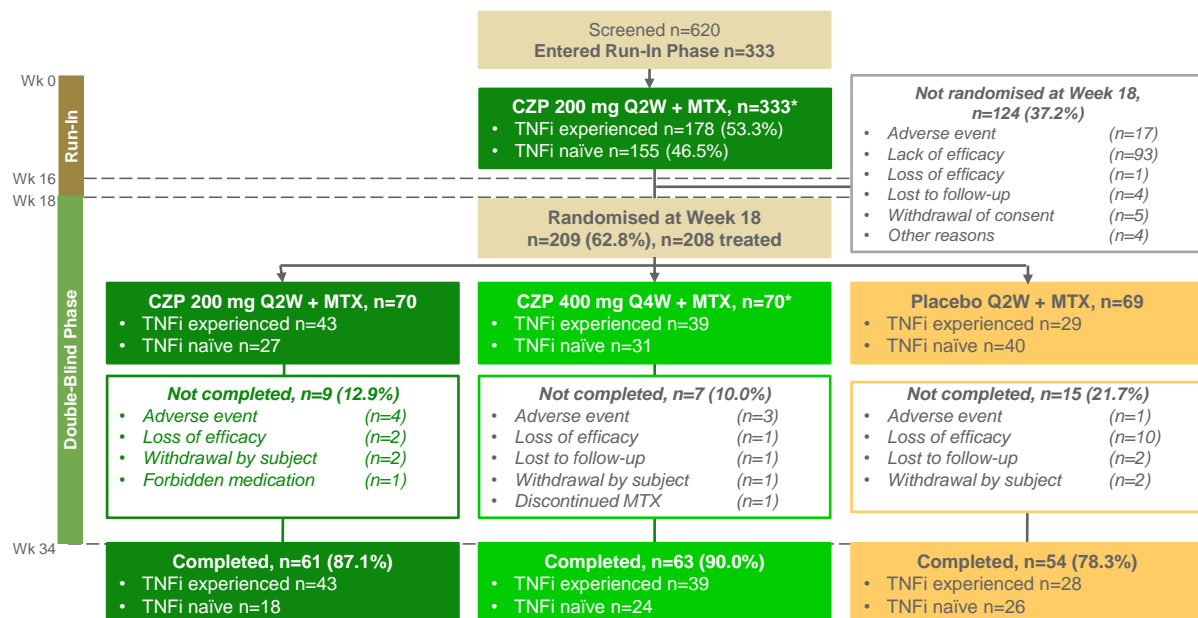 Screened n=620
Entered Run-In Phase n=333
Wk 0
Run-In
CZP 200 mg Q2W + MTX, n=333*
• TNFi experienced n=178 (53.3%)
• TNFi naïve n=155 (46.5%)
Not randomised at Week 18,
n=124 (37.2%)
• Adverse event (n=17)
• Lack of efficacy (n=93)
• Loss of efficacy (n=1)
• Lost to follow-up (n=4)
• Withdrawal of consent (n=5)
• Other reasons (n=4)
Wk 16
Wk 18
Randomised at Week 18
n=209 (62.8%), n=208 treated
Double-Blind Phase
CZP 200 mg Q2W + MTX, n=70
• TNFi experienced n=43
• TNFi naïve n=27
CZP 400 mg Q4W + MTX, n=70*
• TNFi experienced n=39
• TNFi naïve n=31
Placebo Q2W + MTX, n=69
• TNFi experienced n=29
• TNFi naïve n=40
Not completed, n=9 (12.9%)
• Adverse event (n=4)
• Loss of efficacy (n=2)
• Withdrawal by subject (n=2)
• Forbidden medication (n=1)
Not completed, n=7 (10.0%)
• Adverse event (n=3)
• Loss of efficacy (n=1)
• Lost to follow-up (n=1)
• Withdrawal by subject (n=1)
• Discontinued MTX (n=1)
Not completed, n=15 (21.7%)
• Adverse event (n=1)
• Loss of efficacy (n=10)
• Lost to follow-up (n=2)
• Withdrawal by subject (n=2)
Wk 34
Completed, n=61 (87.1%)
• TNFi experienced n=43
• TNFi naïve n=18
Completed, n=63 (90.0%)
• TNFi experienced n=39
• TNFi naïve n=24
Completed, n=54 (78.3%)
• TNFi experienced n=28
• TNFi naïve n=26